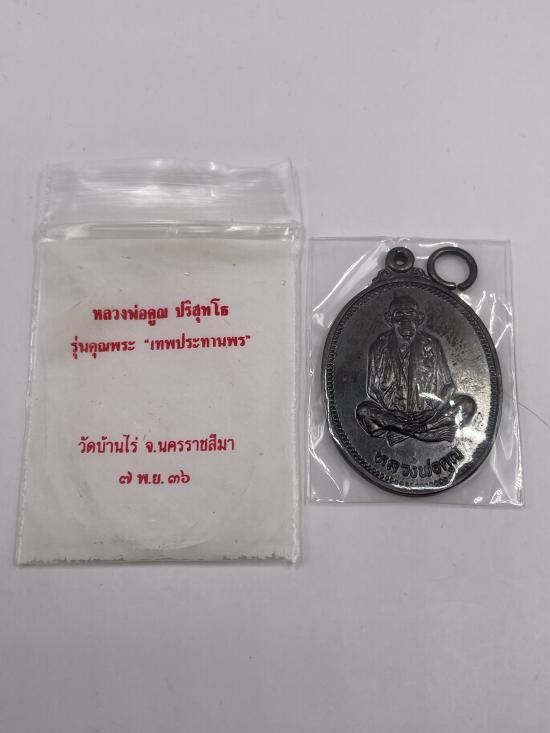 หลวงพ่อคูณ ปริสุทโธ
รุ่นคุณพระ "เทพประทานพร"
วัดบ้านไร่ จ.นครราชสีมา
๗ พ.ย. ๓๖
หลวงพ่อคูณ